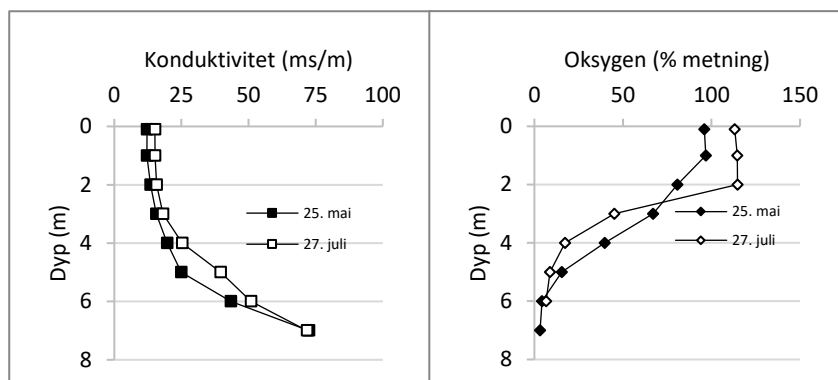 Konduktivitet (ms/m)
0 25 50 75 100
0
2
4
6
8
Dyp (m)
25. mai
27. juli
Oksygen (% metning)
0 50 100 150
0
2
4
6
8
Dyp (m)
25. mai
27. juli